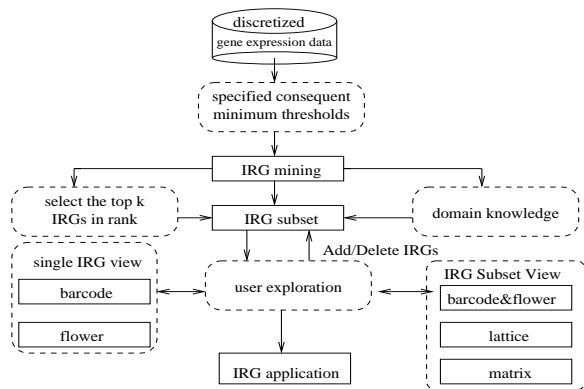 discretized
gene expression data
specified consequent
minimum thresholds
IRG mining
select the top k
IRGs in rank
IRG subset
domain knowledge
Add/Delete IRGs
single IRG view
barcode
flower
user exploration
IRG Subset View
barcode&flower
lattice
matrix
IRG application